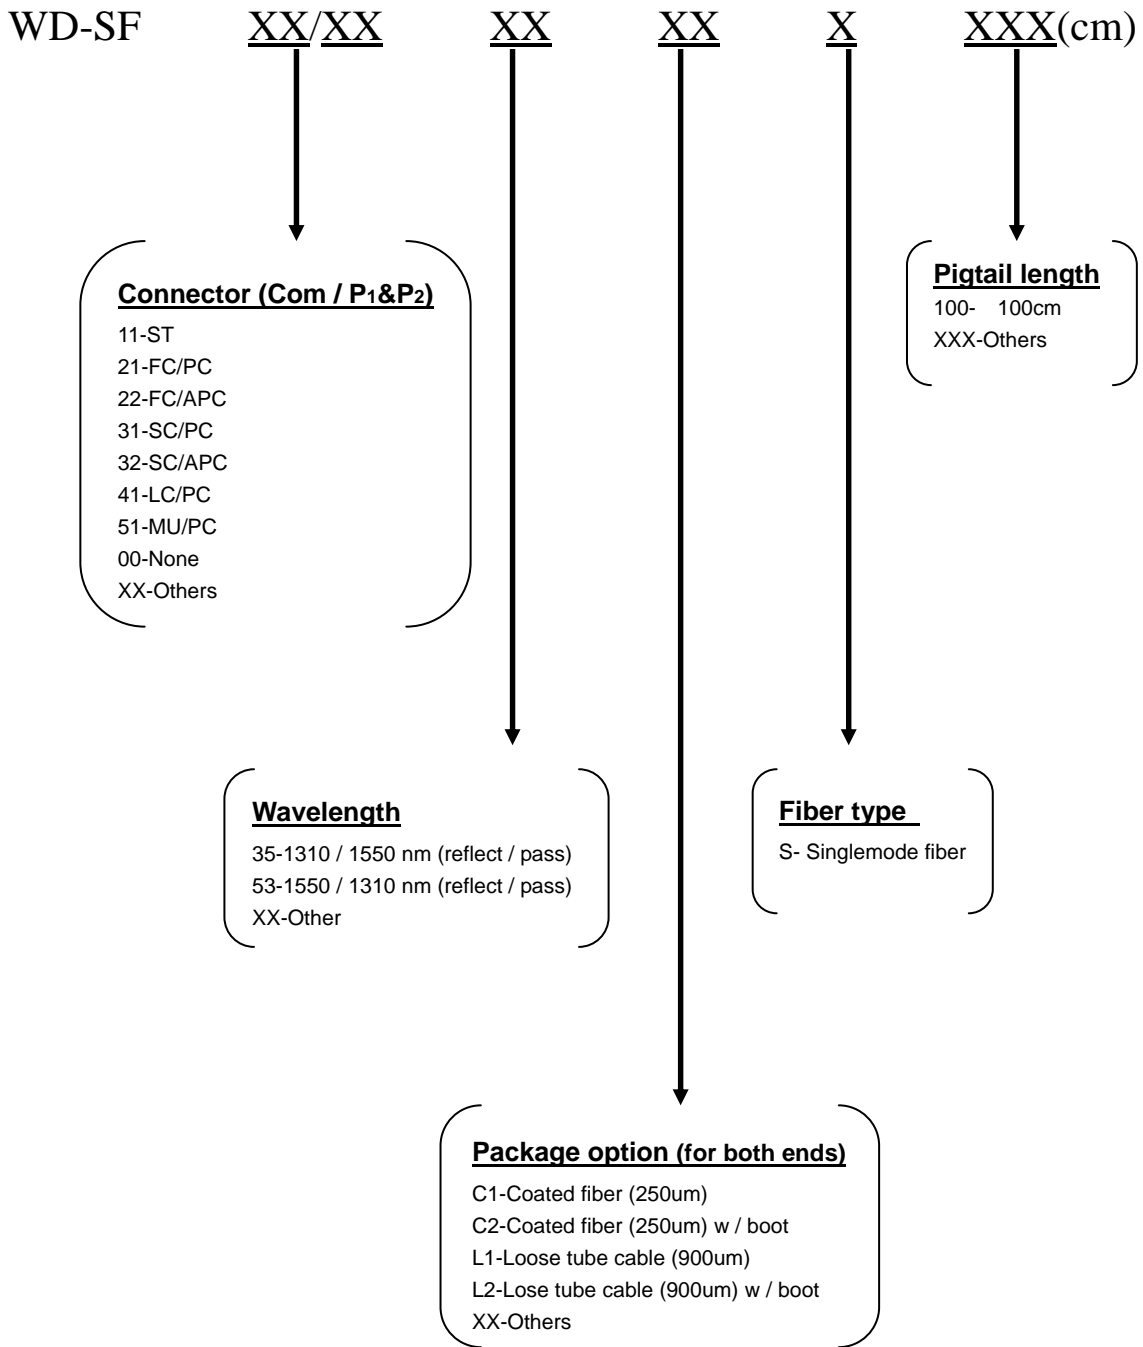 WD-SF XX/XX XX XX X XXX(cm)
Connector (Com / P1&P2)
11-ST
21-FC/PC
22-FC/APC
31-SC/PC
32-SC/APC
41-LC/PC
51-MU/PC
00-None
XX-Others
Pigtail length
100- 100cm
XXX-Others
Wavelength
35-1310 / 1550 nm (reflect / pass)
53-1550 / 1310 nm (reflect / pass)
XX-Other
Fiber type
S- Singlemode fiber
Package option (for both ends)
C1-Coated fiber (250um)
C2-Coated fiber (250um) w / boot
L1-Loose tube cable (900um)
L2-Lose tube cable (900um) w / boot
XX-Others